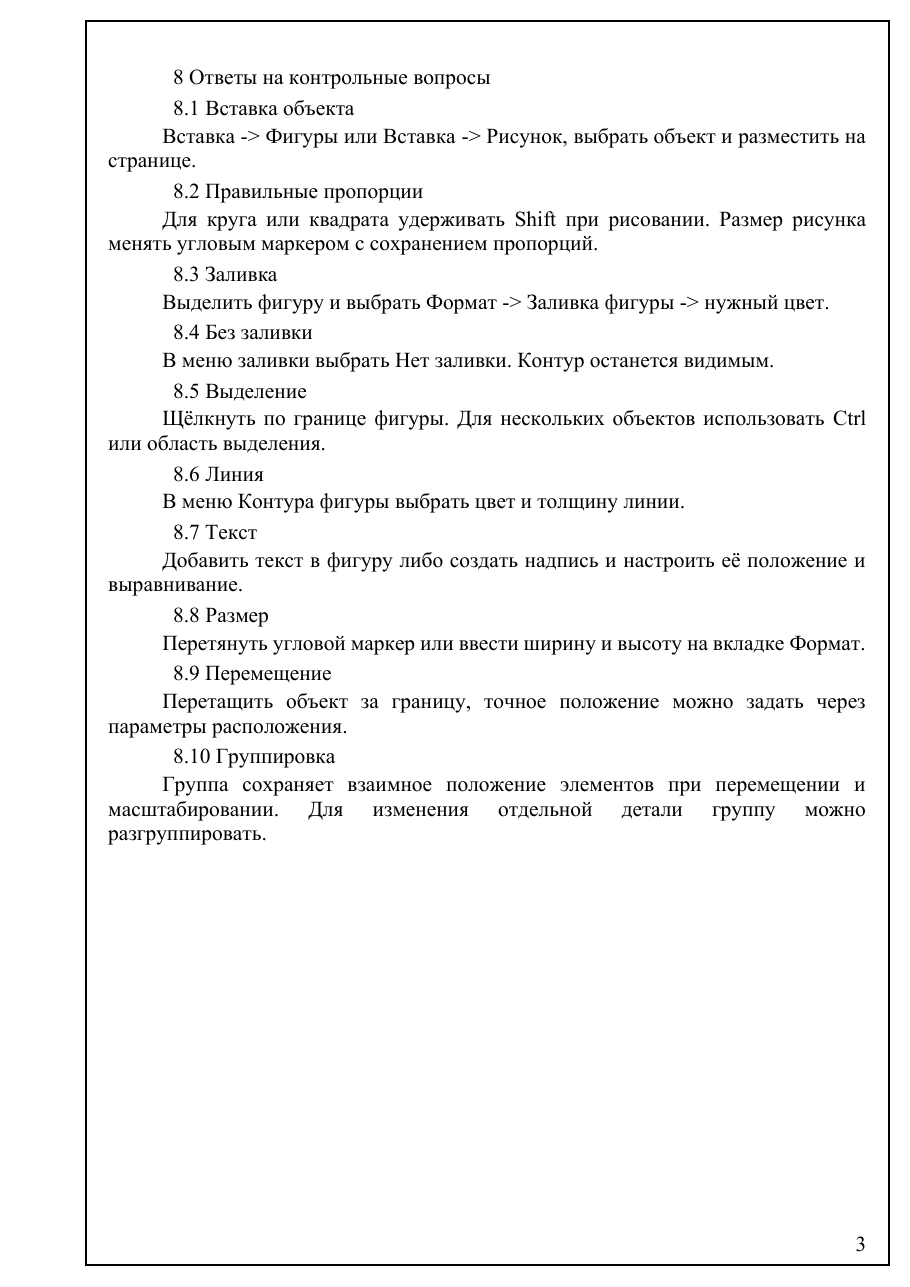 8 Ответы на контрольные вопросы
8.1 Вставка объекта
Вставка -> Фигуры или Вставка -> Рисунок, выбрать объект и разместить на
странице.
8.2 Правильные пропорции
Для круга или квадрата удерживать Shift при рисовании. Размер рисунка
менять угловым маркером с сохранением пропорций.
8.3 Заливка
Выделить фигуру и выбрать Формат -> Заливка фигуры -> нужный цвет.
8.4 Без заливки
В меню заливки выбрать Нет заливки. Контур останется видимым.
8.5 Выделение
Щёлкнуть по границе фигуры. Для нескольких объектов использовать Ctrl
или область выделения.
8.6 Линия
В меню Контура фигуры выбрать цвет и толщину линии.
8.7 Текст
Добавить текст в фигуру либо создать надпись и настроить её положение и
выравнивание.
8.8 Размер
Перетянуть угловой маркер или ввести ширину и высоту на вкладке Формат.
8.9 Перемещение
Перетащить объект за границу, точное положение можно задать через
параметры расположения.
8.10 Группировка
Группа сохраняет взаимное положение элементов при перемещении и
масштабировании. Для изменения отдельной детали группу можно
разгруппировать.
3